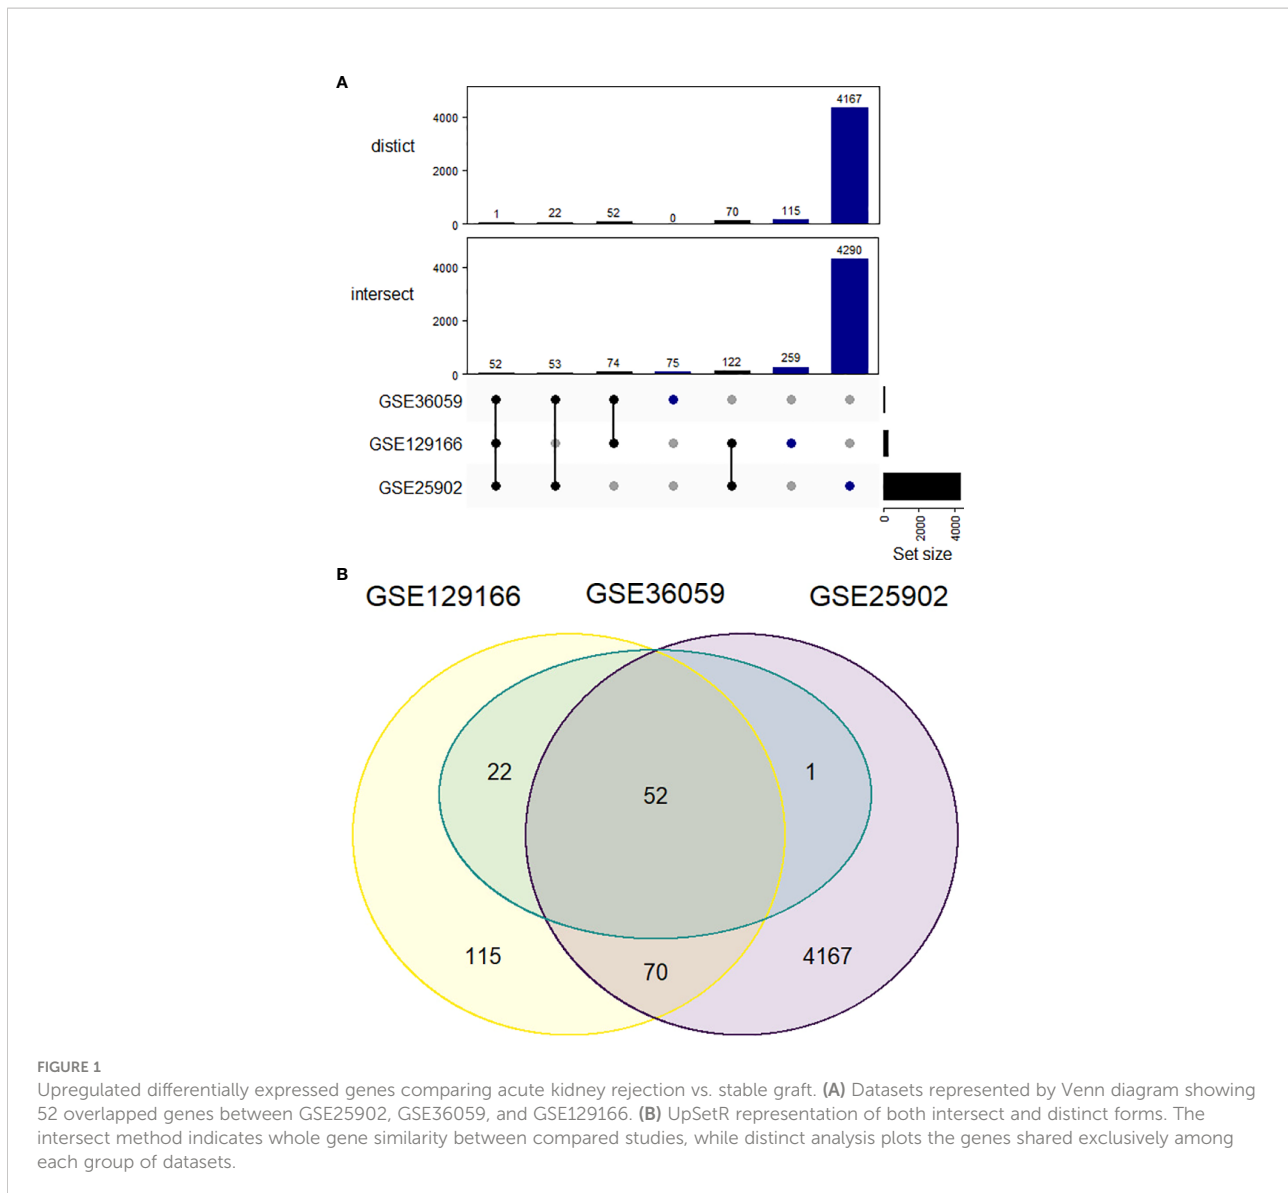 A
4167
4000
distict
2000
1 22 52 0 70 115
0
4290
4000
intersect
2000
52 53 74 75 122 259
0
GSE36059
GSE129166
GSE25902
0 2000 4000
Set size
B
GSE129166 GSE36059 GSE25902
22 1
52
115 4167
70
FIGURE 1
Upregulated differentially expressed genes comparing acute kidney rejection vs. stable graft. (A) Datasets represented by Venn diagram showing
52 overlapped genes between GSE25902, GSE36059, and GSE129166. (B) UpSetR representation of both intersect and distinct forms. The
intersect method indicates whole gene similarity between compared studies, while distinct analysis plots the genes shared exclusively among
each group of datasets.